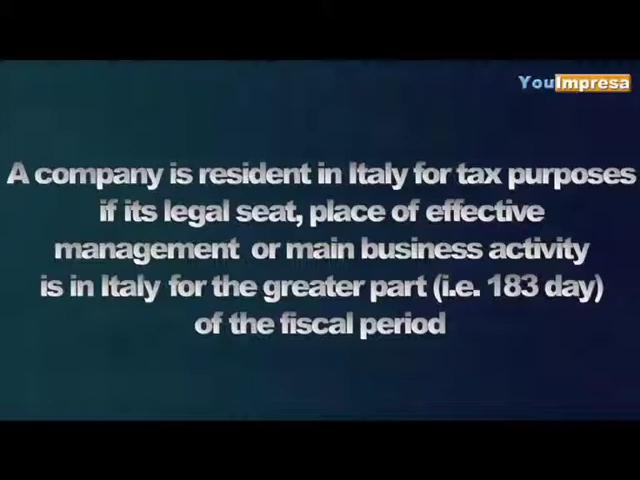 YouImpresa
A company is resident in Italy for tax purposes
if its legal seat, place of effective
management or main business activity
is in Italy for the greater part (i.e. 183 day)
of the fiscal period